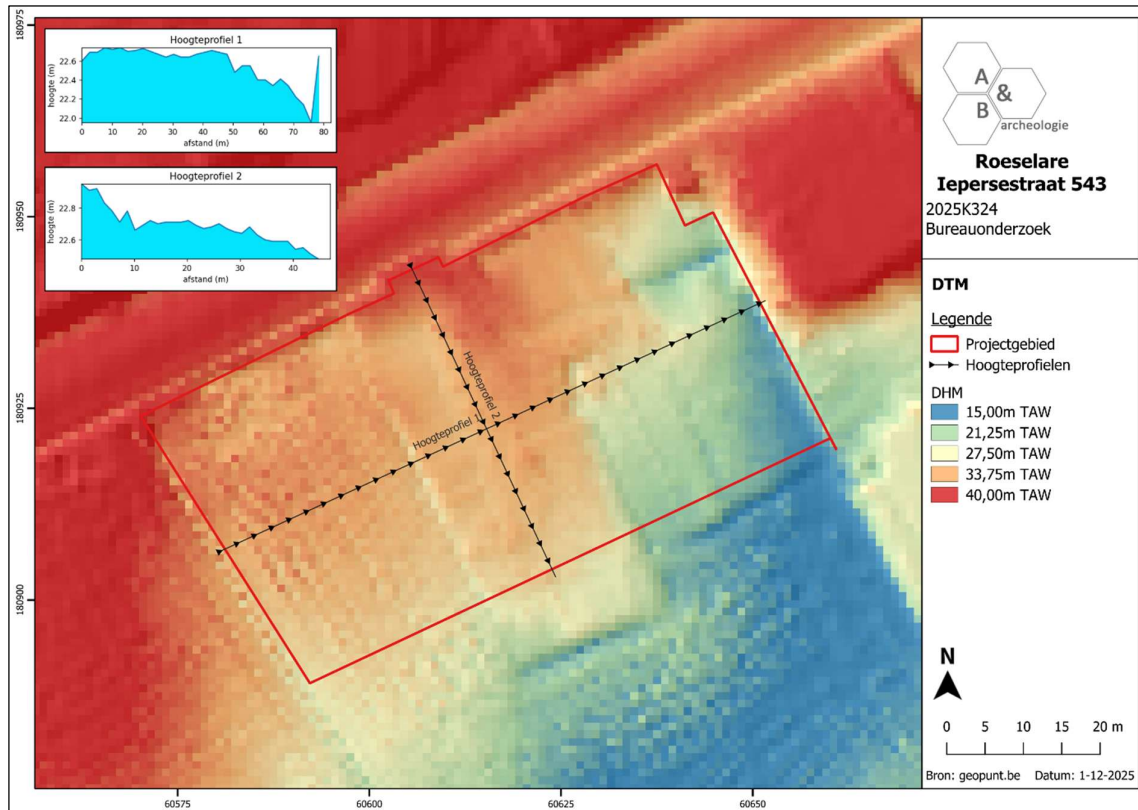 180975
180950
180925
180900
60575
60600
60625
60650
Hoogteprofiel 1
hoogte (m)
22.6
22.4
22.2
22.0
0 10 20 30 40 50 60 70 80
afstand (m)
Hoogteprofiel 2
hoogte (m)
22.8
22.6
0 10 20 30 40
afstand (m)
Hoogteprofiel 1
Hoogteprofiel 2
A
&
B
archeologie
Roeselare
Iepersestraat 543
2025K324
Bureauonderzoek
DTM
Legende
Projectgebied
Hoogteprofielen
DHM
15,00m TAW
21,25m TAW
27,50m TAW
33,75m TAW
40,00m TAW
N
0 5 10 15 20 m
Bron: geopunt.be Datum: 1-12-2025